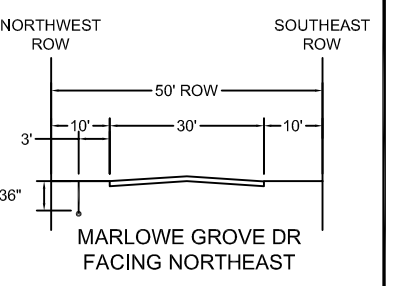 NORTHWEST
ROW
SOUTHEAST
ROW
50' ROW
10'
30'
10'
3'
36"
MARLOWE GROVE DR
FACING NORTHEAST